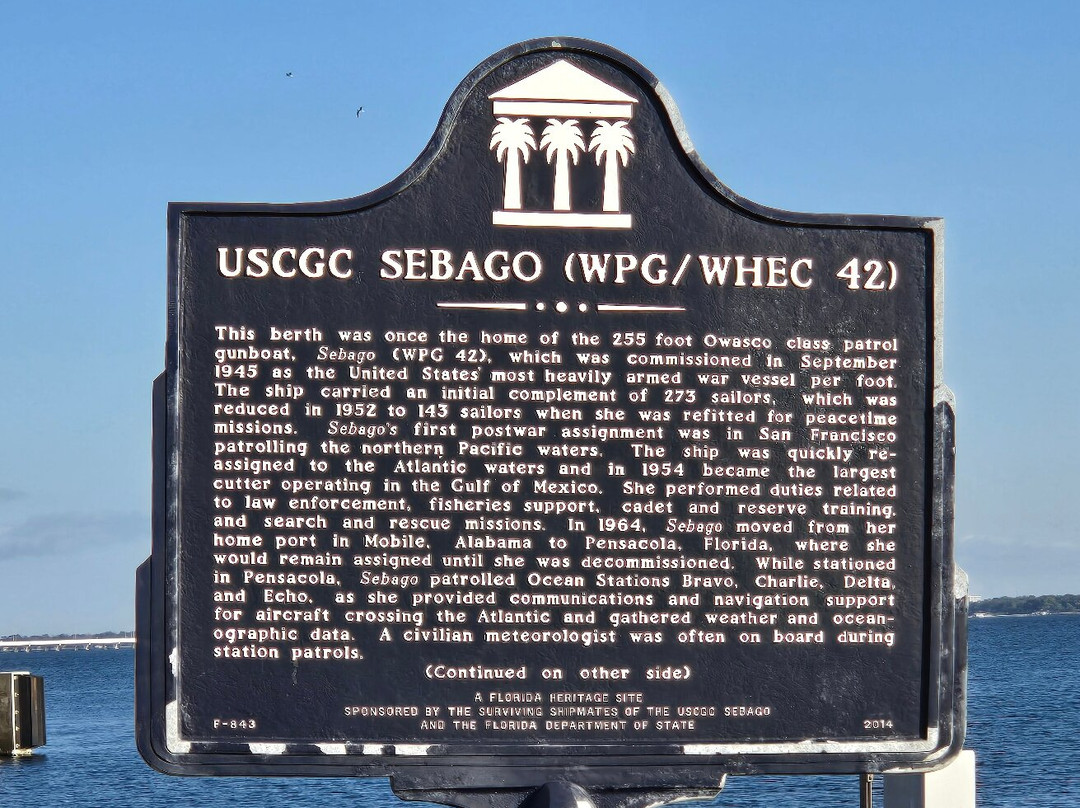 USCGC SEBAGO (WPG/WHEC 42)
This berth was once the home of the 255 foot Owasco class patrol
gunboat, Sebago (WPG 42), which was commissioned in September
1945 as the United States' most heavily armed war vessel per foot.
The ship carried an initial complement of 273 sailors, which was
reduced in 1952 to 143 sailors when she was refitted for peacetime
missions. Sebago's first postwar assignment was in San Francisco
patrolling the northern Pacific waters. The ship was quickly re-
assigned to the Atlantic waters and in 1954 became the largest
cutter operating in the Gulf of Mexico. She performed duties related
to law enforcement, fisheries support, cadet and reserve training,
and search and rescue missions. In 1964, Sebago moved from her
home port in Mobile, Alabama to Pensacola, Florida, where she
would remain assigned until she was decommissioned. While stationed
in Pensacola, Sebago patrolled Ocean Stations Bravo, Charlie, Delta,
and Echo, as she provided communications and navigation support
for aircraft crossing the Atlantic and gathered weather and ocean-
ographic data. A civilian meteorologist was often on board during
station patrols.
(Continued on other side)
A FLORIDA HERITAGE SITE
SPONSORED BY THE SURVIVING SHIPMATES OF THE USCGC SEBAGO
AND THE FLORIDA DEPARTMENT OF STATE
F-843
2014